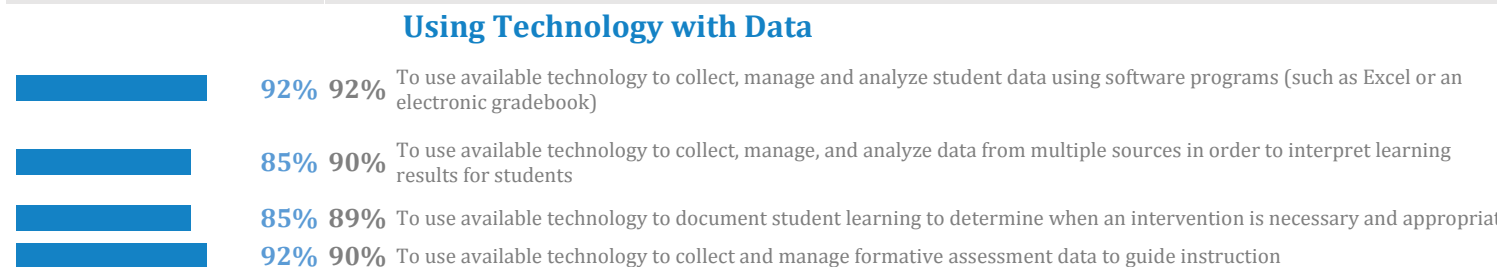 Using Technology with Data
92% 92% To use available technology to collect, manage and analyze student data using software programs (such as Excel or an
electronic gradebook)
85% 90% To use available technology to collect, manage, and analyze data from multiple sources in order to interpret learning
results for students
85% 89% To use available technology to document student learning to determine when an intervention is necessary and appropriat
92% 90% To use available technology to collect and manage formative assessment data to guide instruction